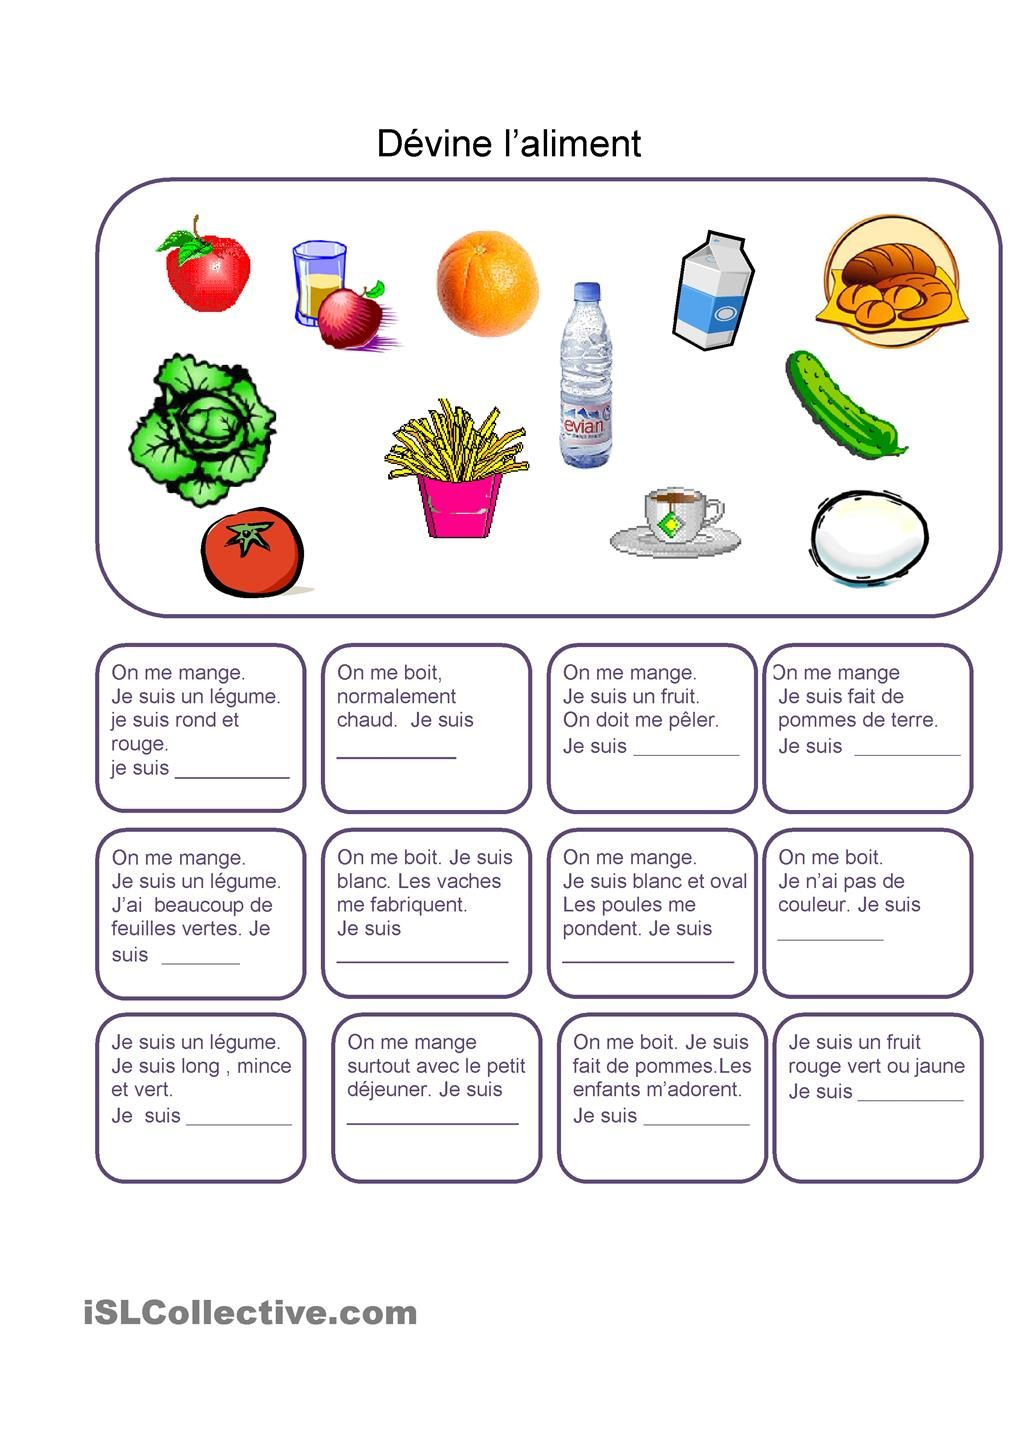 Dévine l’aliment
evian
On me mange.
Je suis un légume.
je suis rond et
rouge.
je suis ___________
On me boit,
normalement
chaud.  Je suis
___________
On me mange.
Je suis un fruit.
On doit me pêler.
Je suis __________
On me mange
Je suis fait de
pommes de terre.
Je suis  __________
On me mange.
Je suis un légume.
J’ai  beaucoup de
feuilles vertes. Je
suis  _______
On me boit. Je suis
blanc. Les vaches
me fabriquent.
Je suis
________________
On me mange.
Je suis blanc et oval
Les poules me
pondent. Je suis
________________
On me boit.
Je n’ai pas de
couleur. Je suis
__________
Je suis un légume.
Je suis long , mince
et vert.
Je  suis __________
On me mange
surtout avec le petit
déjeuner. Je suis
________________
On me boit. Je suis
fait de pommes.Les
enfants m’adorent.
Je suis __________
Je suis un fruit
rouge vert ou jaune
Je suis __________
iSLCollective.com